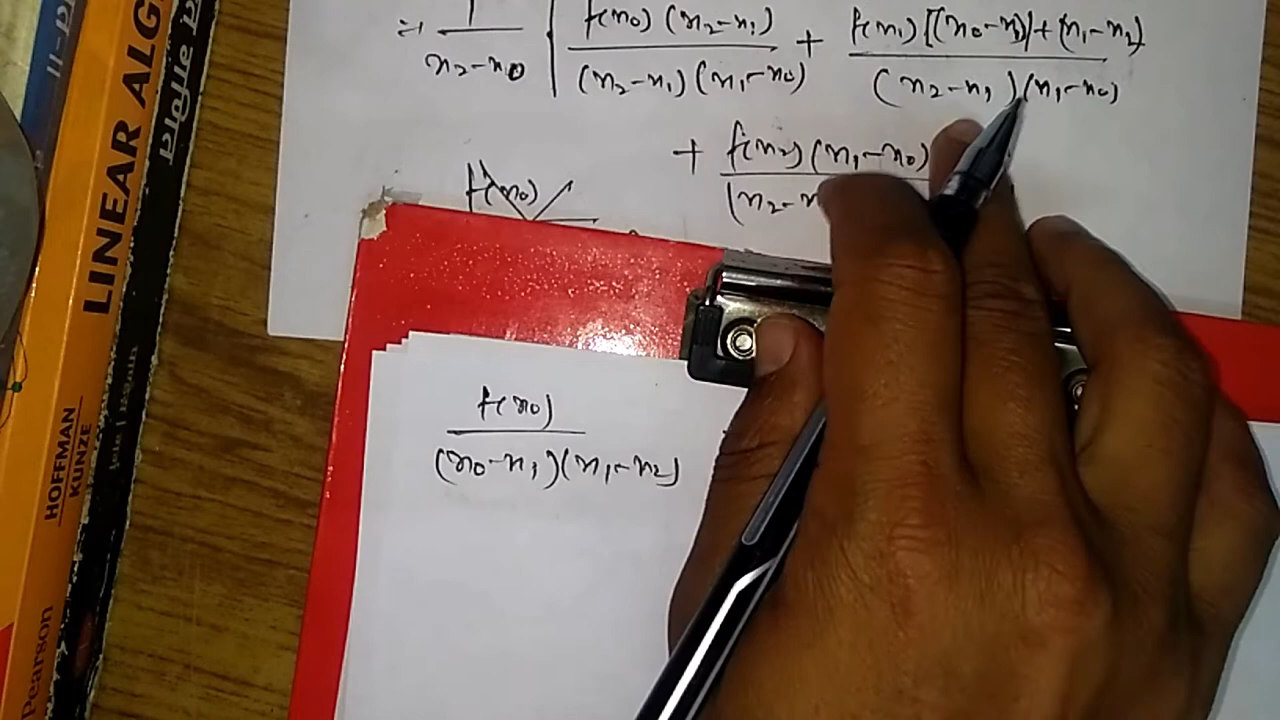 ⇒ 1/(x₂-x₀) [ f(x₀)(x₂-x₁)/(x₂-x₁)(x₁-x₀) + f(x₁)[(x₀-x₁)+(x₁-x₂)/(x₂-x₁)(x₁-x₀)
+ f(x₂)(x₁-x₀)/(x₂-x
f(x₀)
f(x₀)/(x₀-x₁)(x₁-x₂)
LINEAR ALG
HOFFMAN
KUNZE
Pearson